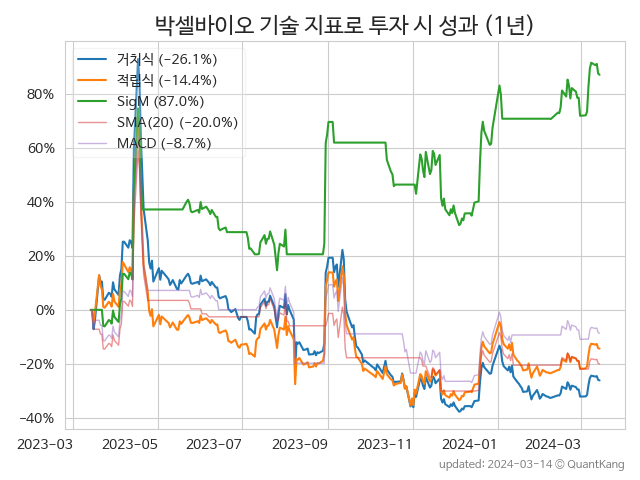 박셀바이오 기술 지표로 투자 시 성과 (1년)
거치식 (−26.1%)
적립식 (−14.4%)
SigM (87.0%)
SMA(20) (−20.0%)
MACD (−8.7%)
80%
60%
40%
20%
0%
−20%
−40%
2023−03 2023−05 2023−07 2023−09 2023−11 2024−01 2024−03
updated: 2024−03−14 © QuantKang